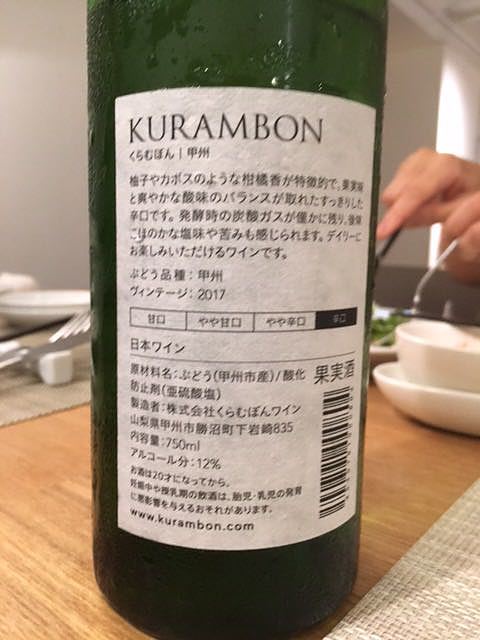 KURAMBON
くらむぼん | 甲州
柚子やカボスのような柑橘香が特徴的で、果実味
と爽やかな酸味のバランスが取れたすっきりした
辛口です。発酵時の炭酸ガスが僅かに残り、後味
にほのかな塩味や苦みも感じられます。デイリーに
お楽しみいただけるワインです。
ぶどう品種：甲州
ヴィンテージ：2017
甘口 やや甘口 やや辛口 辛口
日本ワイン
原材料名：ぶどう(甲州市産)/酸化
防止剤(亜硫酸塩)
果実酒
製造者：株式会社くらむぼんワイン
山梨県甲州市勝沼町下岩崎835
内容量：750ml
アルコール分：12%
お酒は20才になってから。
妊娠中や授乳期の飲酒は、胎児・乳児の発育
に悪影響を与えるおそれがあります。
www.kurambon.com